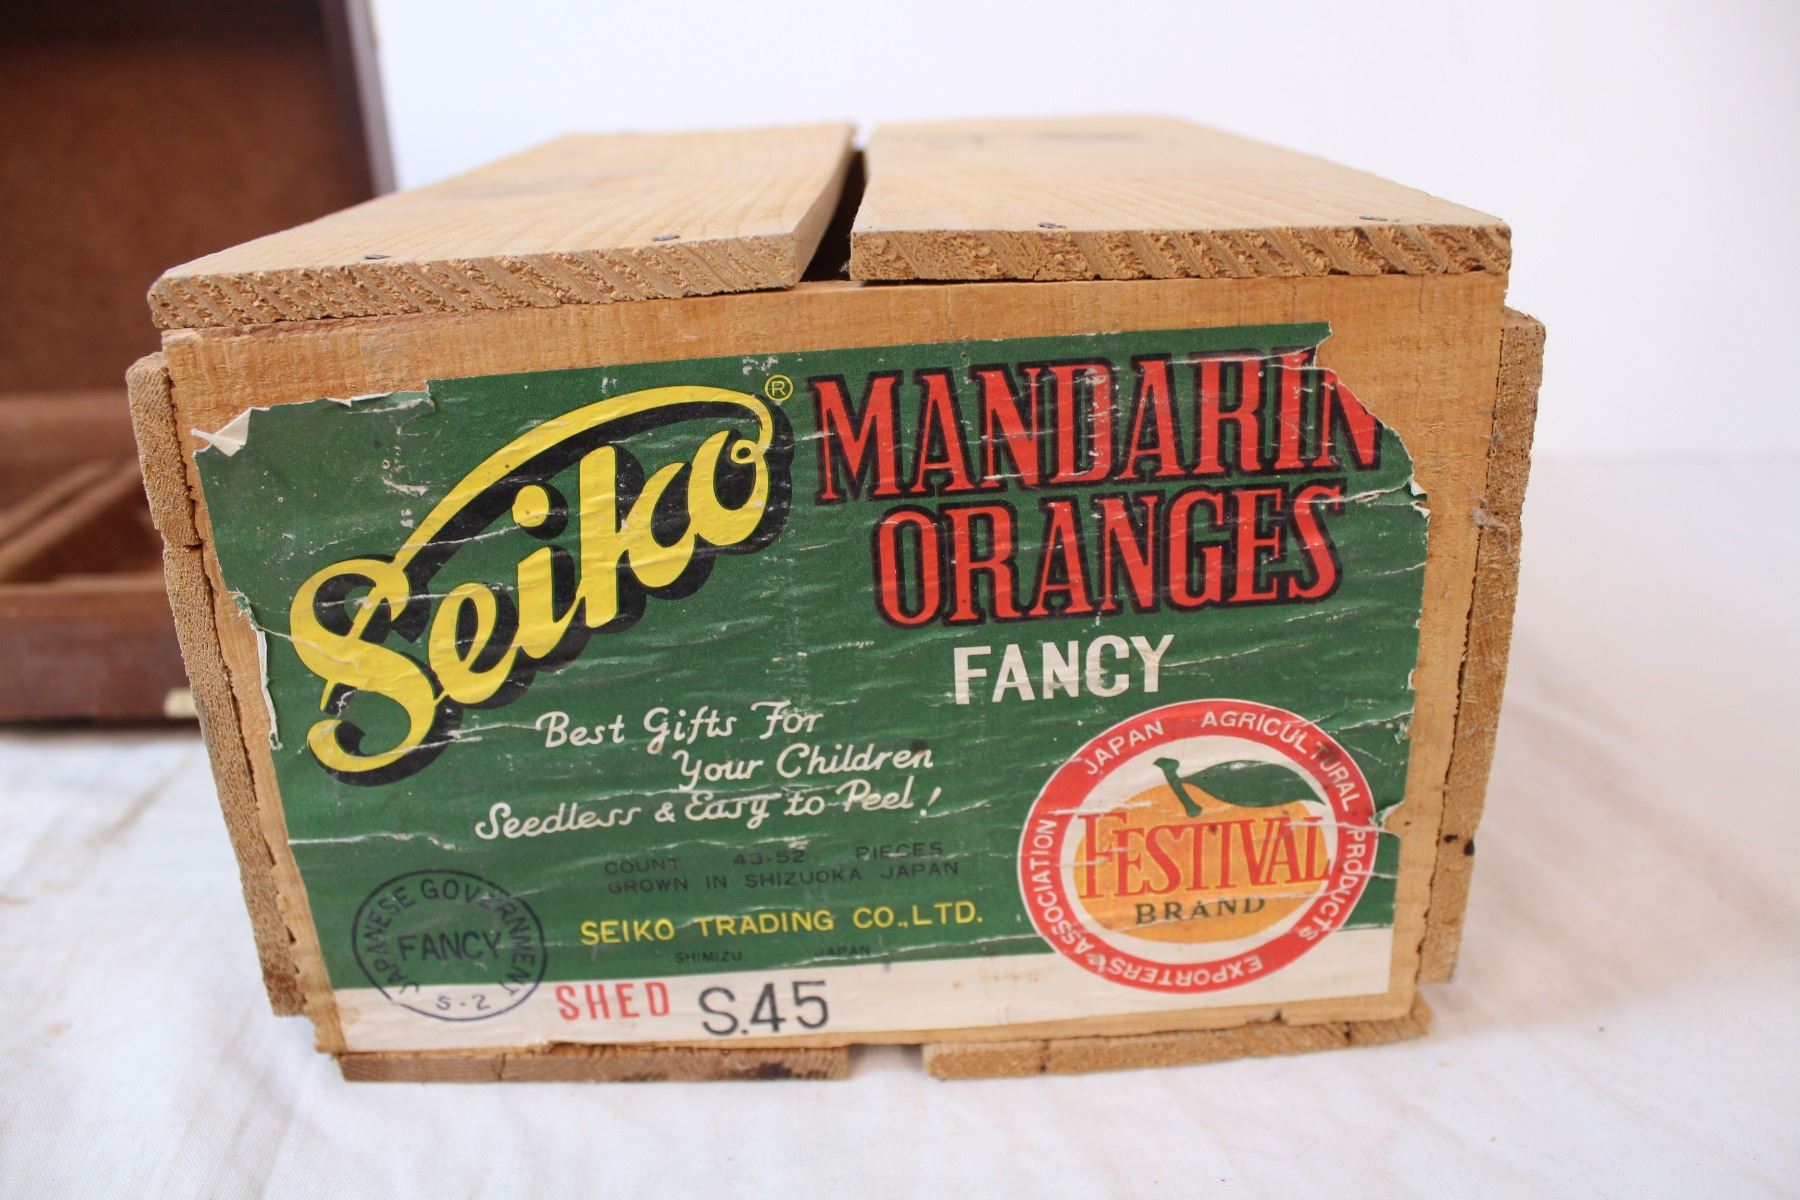 Seiko ®
MANDARIN
ORANGES
FANCY
Best Gifts For
Your Children
Seedless & Easy to Peel!
COUNT 43-52 PIECES
GROWN IN SHIZUOKA JAPAN
SEIKO TRADING CO.,LTD.
SHIMIZU JAPAN
JAPANESE GOVERNMENT
FANCY
S-2
SHED S.45
JAPAN AGRICULTURAL PRODUCTS EXPORTERS' ASSOCIATION
FESTIVAL
BRAND